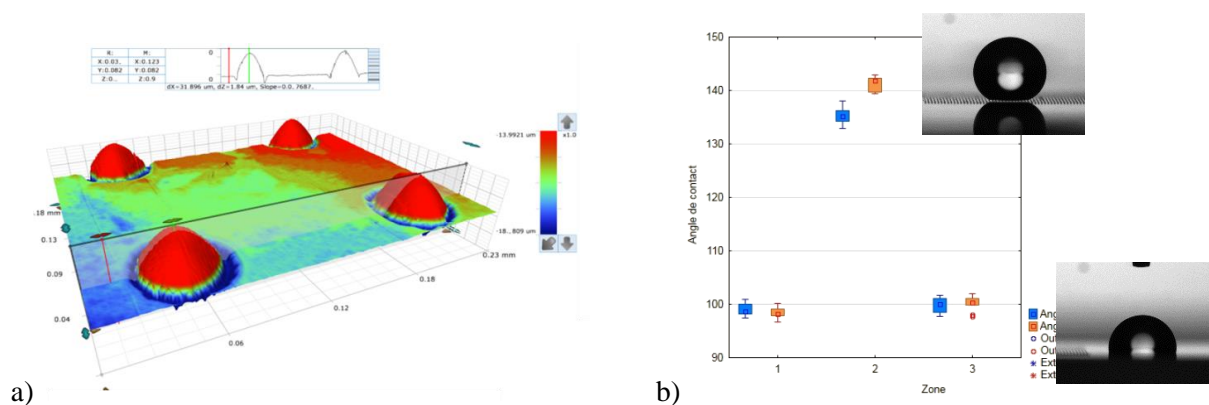 R; M;
X:0.03, X:0.123
Y:0.082 Y:0.082
Z:0.. Z:0.9
0
0
dX=31.896 um, dZ=1.84 um, Slope=0.0, 7687,
-13.9921 um x1.0
-18.,809 um
.18 mm
0.13
0.09
0.04
0.06
0.12
0.18
0.23 mm
a)
150
140
130
120
110
100
90
Angle de contact
1 2 3
Zone
Ang
Ang
Out
Out
Ext
Ext
b)